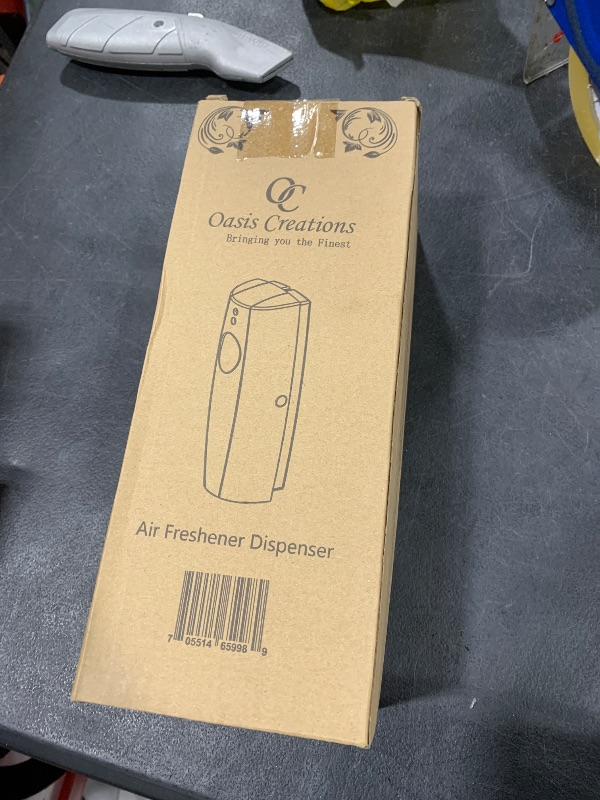 OC
Oasis Creations
Bringing you the Finest
Air Freshener Dispenser
7 05514 65998 9